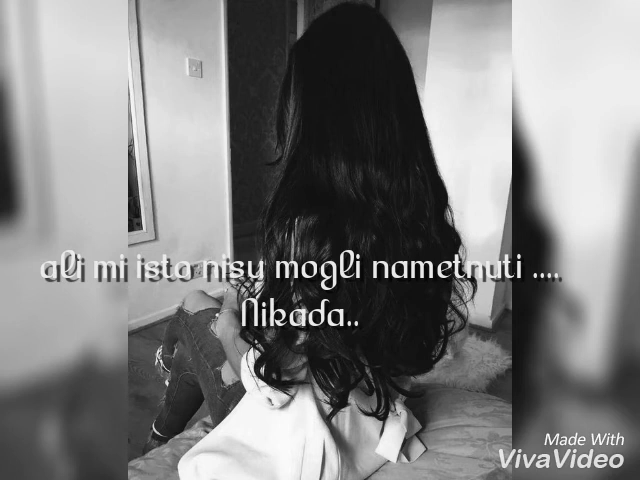 ali mi isto nisu mogli nametnuti ....
Nikada..
Made With
VivaVideo